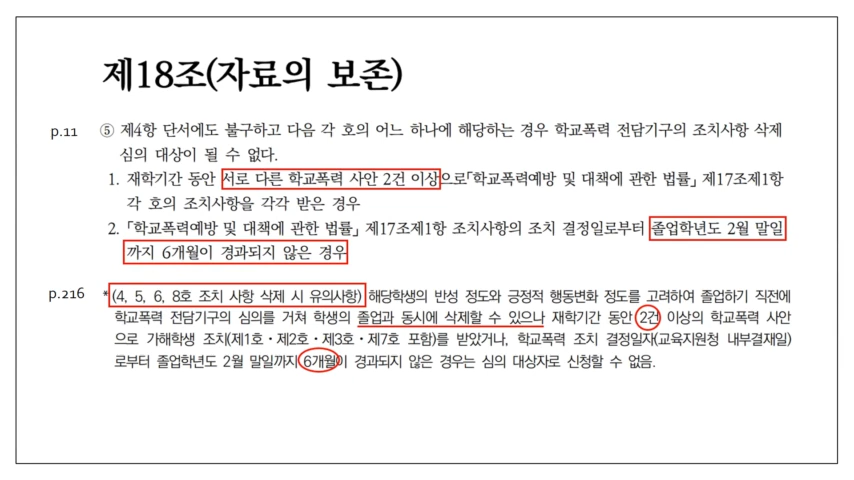 제18조(자료의 보존)
p.11 ⑤ 제4항 단서에도 불구하고 다음 각 호의 어느 하나에 해당하는 경우 학교폭력 전담기구의 조치사항 삭제
심의 대상이 될 수 없다.
1. 재학기간 동안 서로 다른 학교폭력 사안 2건 이상으로「학교폭력예방 및 대책에 관한 법률」 제17조제1항
각 호의 조치사항을 각각 받은 경우
2. 「학교폭력예방 및 대책에 관한 법률」 제17조제1항 조치사항의 조치 결정일로부터 졸업학년도 2월 말일
까지 6개월이 경과되지 않은 경우
p.216 *(4, 5, 6, 8호 조치 사항 삭제 시 유의사항) 해당학생의 반성 정도와 긍정적 행동변화 정도를 고려하여 졸업하기 직전에
학교폭력 전담기구의 심의를 거쳐 학생의 졸업과 동시에 삭제할 수 있으나 재학기간 동안 2건 이상의 학교폭력 사안
으로 가해학생 조치(제1호・제2호・제3호・제7호 포함)를 받았거나, 학교폭력 조치 결정일자(교육지원청 내부결재일)
로부터 졸업학년도 2월 말일까지 6개월이 경과되지 않은 경우는 심의 대상자로 신청할 수 없음.